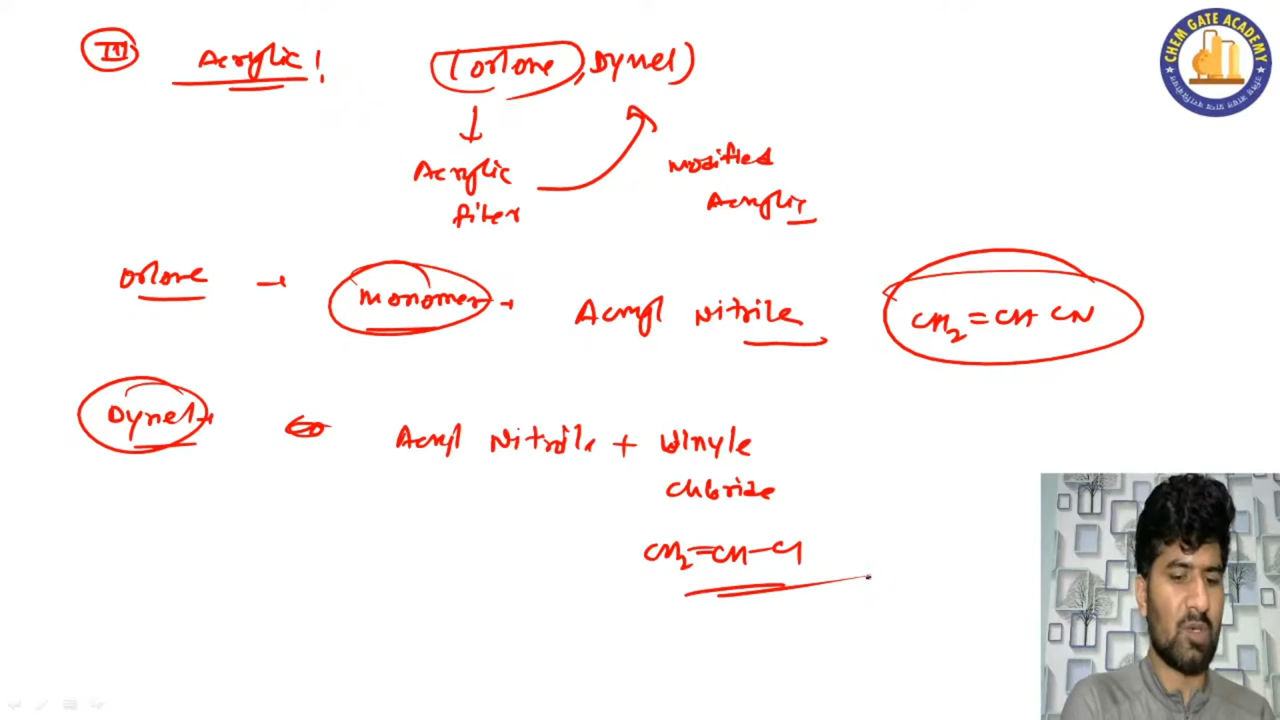 III Acrylic! (orlone, Dynel)
Acrylic
fiber
modified
Acrylic
Orlone → monomer → Acryl Nitrile CH2=CH CN
Dynel → Acryl Nitrile + Winyle
chloride
CH2=CH-Cl
CHEM GATE ACADEMY